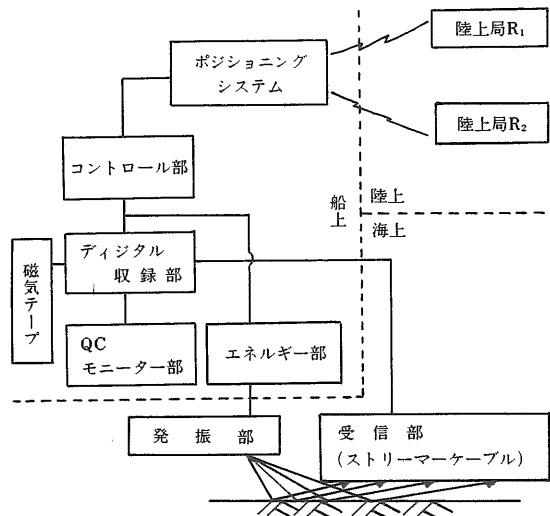 陸上局R₁
ポジショニング
システム
陸上局R₂
コントロール部
船上
陸上
海上
ディジタル
収録部
磁気テープ
QC
モニター部
エネルギー部
発振部
受信部
(ストリーマーケーブル)